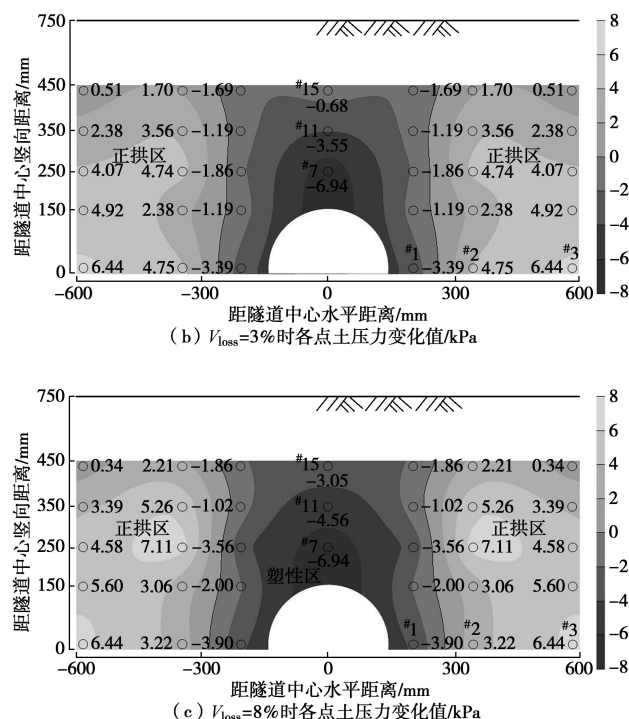 750
450
350
250
150
0
距隧道中心竖向距离/mm
0.51 1.70 −1.69 #15 −1.69 1.70 0.51
−0.68
2.38 3.56 −1.19 #11 −1.19 3.56 2.38
−3.55
正拱区 正拱区
4.07 4.74 −1.86 #7 −1.86 4.74 4.07
−6.94
4.92 2.38 −1.19 −1.19 2.38 4.92
#1 #2 #3
6.44 4.75 −3.39 −3.39 4.75 6.44
−600 −300 0 300 600
8
6
4
2
0
−2
−4
−6
−8
距隧道中心水平距离/mm
(b) Vloss=3%时各点土压力变化值/kPa
750
450
350
250
150
0
距隧道中心竖向距离/mm
0.34 2.21 −1.86 #15 −1.86 2.21 0.34
−3.05
3.39 5.26 −1.02 #11 −1.02 5.26 3.39
−4.56
正拱区 正拱区
4.58 7.11 −3.56 #7 −3.56 7.11 4.58
−6.94
塑性区
5.60 3.06 −2.00 −2.00 3.06 5.60
#1 #2 #3
6.44 3.22 −3.90 −3.90 3.22 6.44
−600 −300 0 300 600
8
6
4
2
0
−2
−4
−6
−8
距隧道中心水平距离/mm
(c) Vloss=8%时各点土压力变化值/kPa